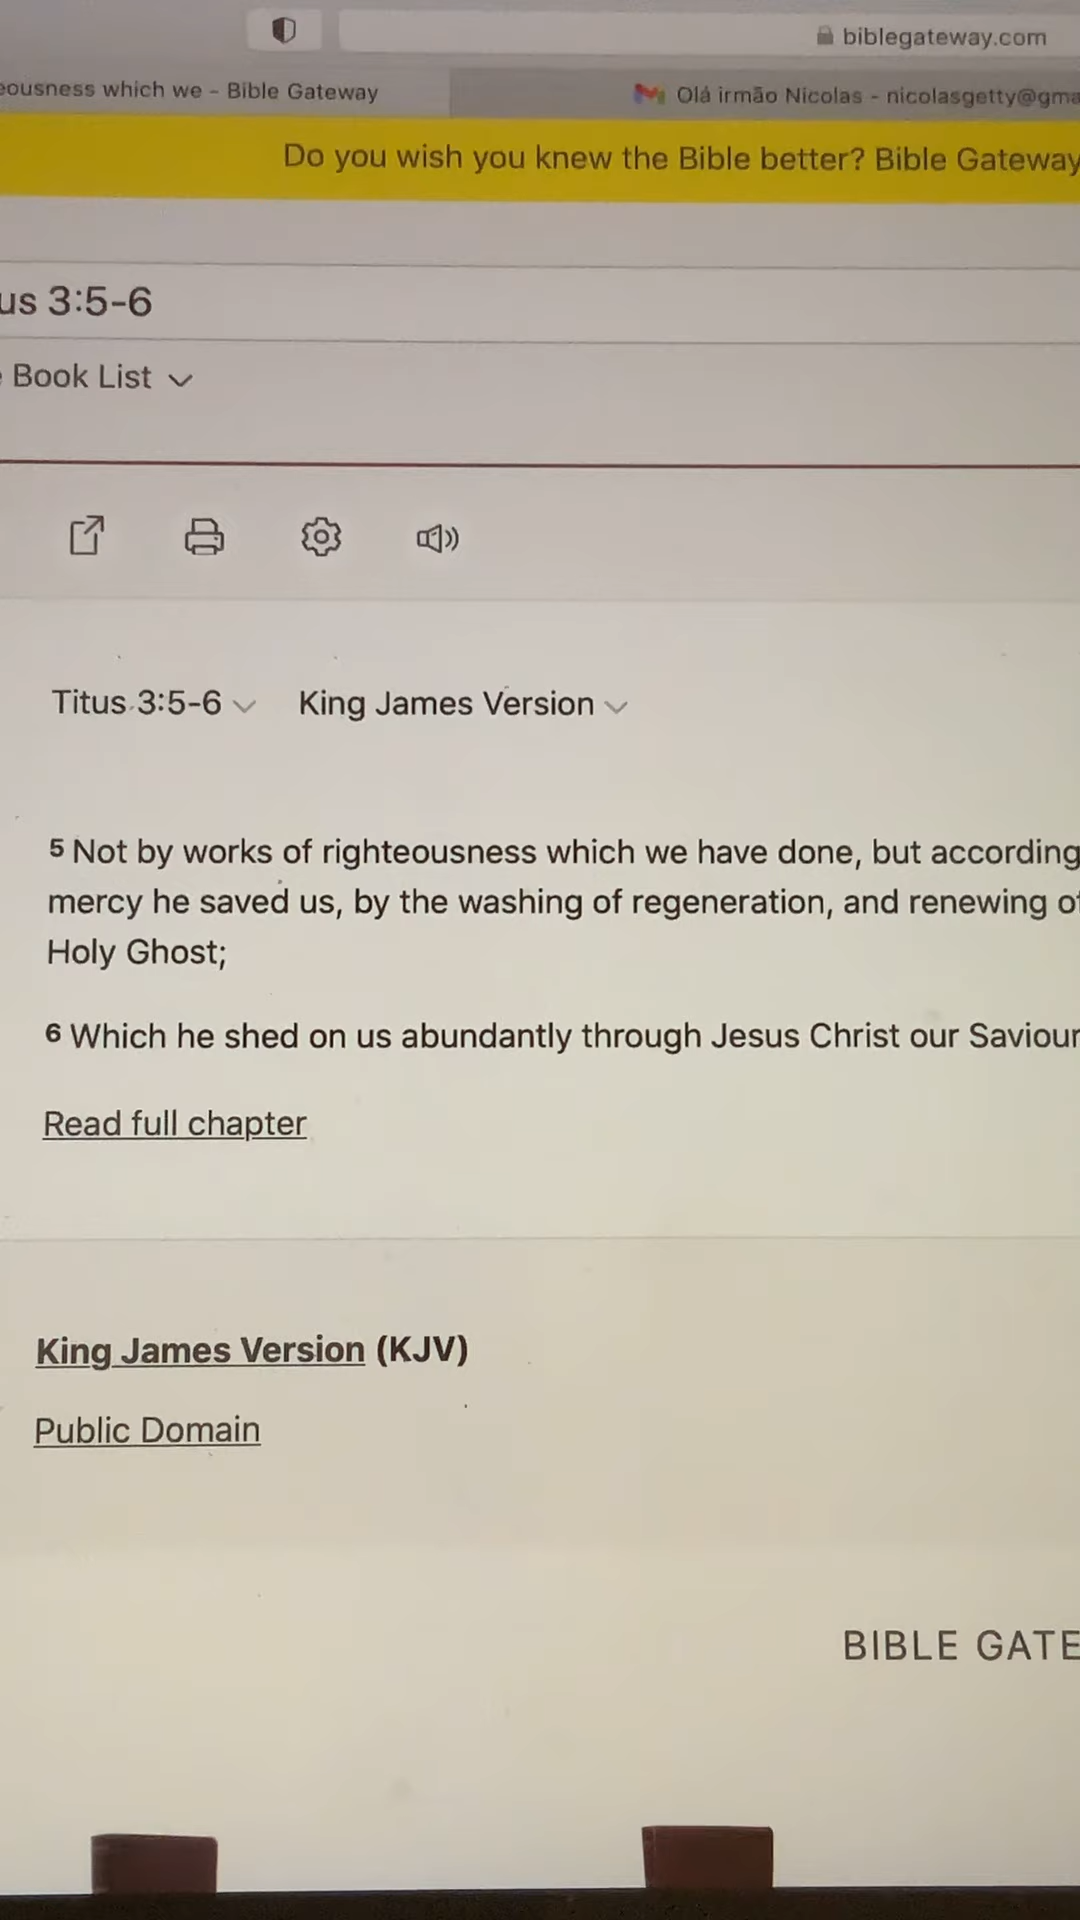 biblegateway.com
eousness which we - Bible Gateway
Olá irmão Nicolas - nicolasgetty@gma
Do you wish you knew the Bible better? Bible Gateway
us 3:5-6
Book List
Titus 3:5-6 King James Version
5 Not by works of righteousness which we have done, but according
mercy he saved us, by the washing of regeneration, and renewing of
Holy Ghost;
6 Which he shed on us abundantly through Jesus Christ our Saviour
Read full chapter
King James Version (KJV)
Public Domain
BIBLE GATE